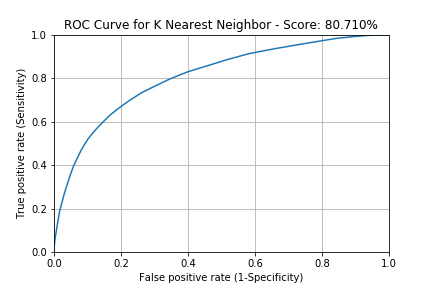 ROC Curve for K Nearest Neighbor - Score: 80.710%
1.0
0.8
0.6
0.4
0.2
0.0
True positive rate (Sensitivity)
0.0 0.2 0.4 0.6 0.8 1.0
False positive rate (1-Specificity)